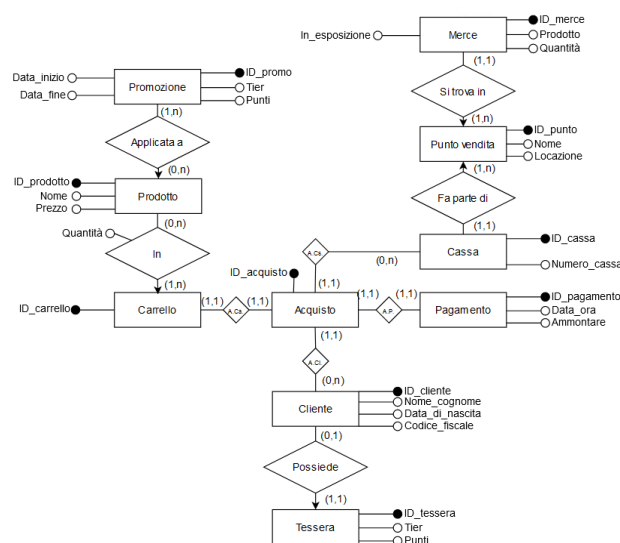 ID_merce
In_esposizione
Merce
Prodotto
Quantità
(1,1)
Data_inizio
ID_promo
Promozione
Tier
Data_fine
Punti
Si trova in
(1,n)
(1,n)
Applicata a
ID_punto
Punto vendita
Nome
Locazione
(0,n)
ID_prodotto
(1,n)
Nome
Prodotto
Fa parte di
Prezzo
(0,n)
(1,1)
Quantità
ID_cassa
In
A.Cs.
Cassa
(0,n)
Numero_cassa
ID_acquisto
(1,n)
(1,1)
ID_carrello
Carrello
(1,1)
A.Ca.
(1,1)
Acquisto
(1,1)
A.P.
(1,1)
Pagamento
ID_pagamento
Data_ora
Ammontare
(1,1)
A.Cl.
(0,n)
ID_cliente
Nome_cognome
Cliente
Data_di_nascita
Codice_fiscale
(0,1)
Possiede
(1,1)
ID_tessera
Tessera
Tier
Punti